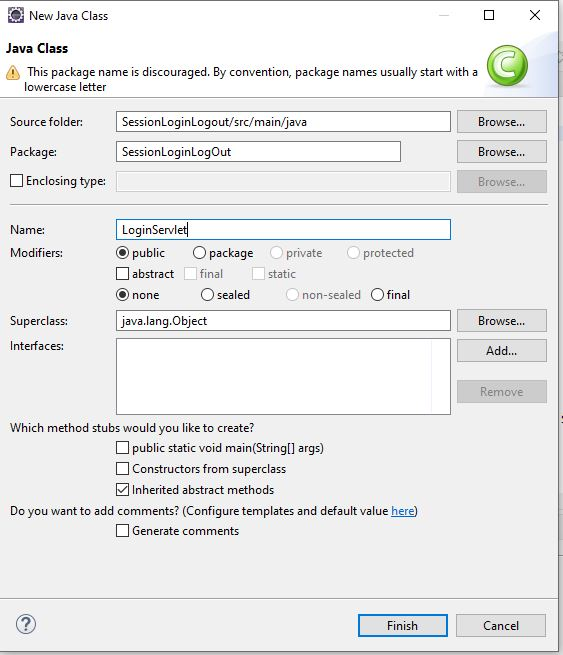 New Java Class
Java Class
This package name is discouraged. By convention, package names usually start with a
lowercase letter
Source folder: SessionLoginLogout/src/main/java Browse...
Package: SessionLoginLogOut Browse...
Enclosing type: Browse...
Name: LoginServlet
Modifiers: public package private protected
abstract final static
none sealed non-sealed final
Superclass: java.lang.Object Browse...
Interfaces: Add...
Remove
Which method stubs would you like to create?
public static void main(String[] args)
Constructors from superclass
Inherited abstract methods
Do you want to add comments? (Configure templates and default value here)
Generate comments
? Finish Cancel